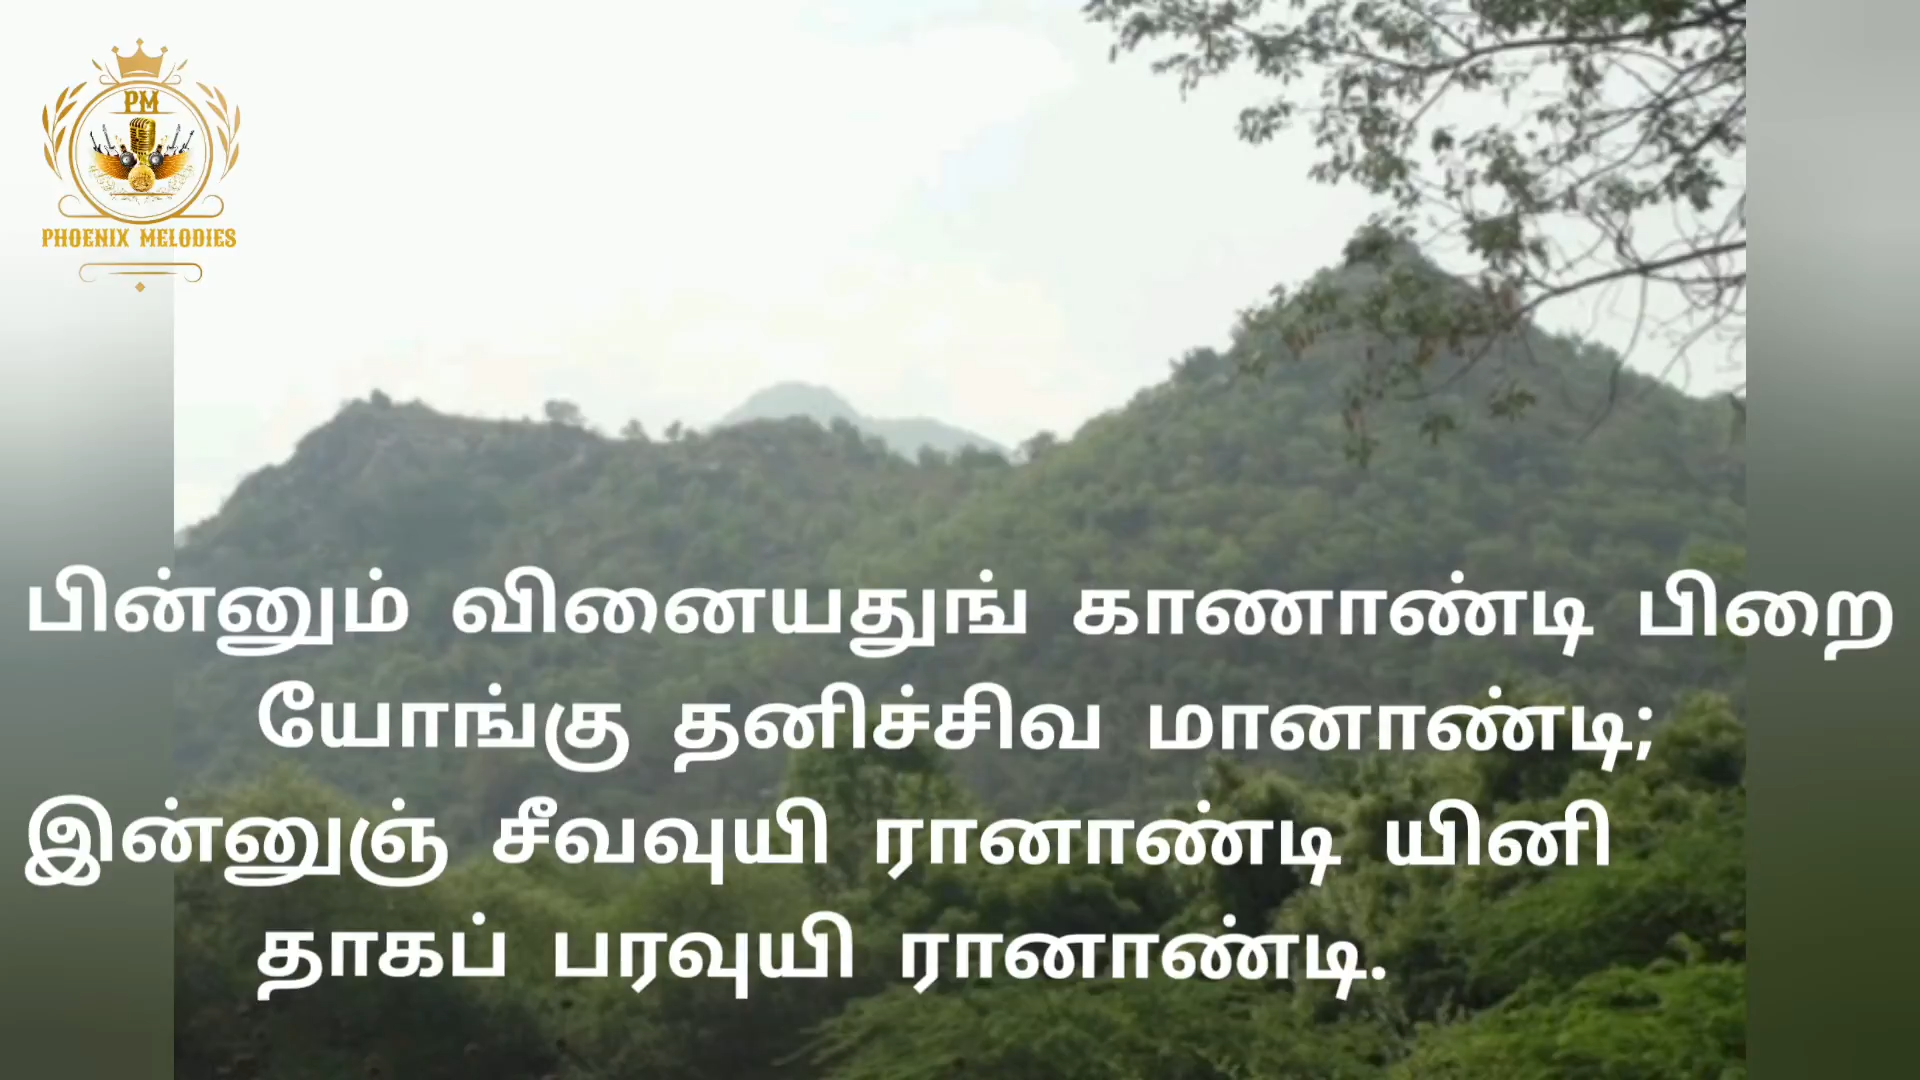 PM
PHOENIX MELODIES
பின்னும் வினையதுங் காணாண்டி பிறை
யோங்கு தனிச்சிவ மானாண்டி;
இன்னுஞ் சீவவுயி ரானாண்டி யினி
தாகப் பரவுயி ரானாண்டி.